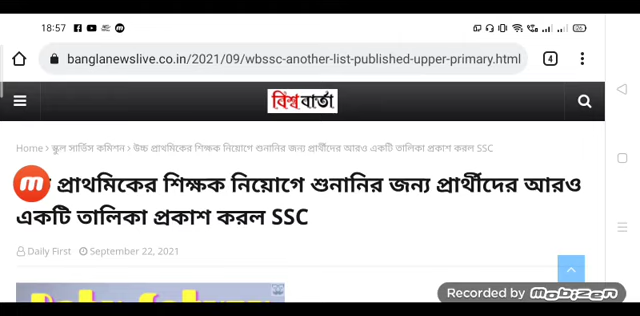 18:57
banglanewslive.co.in/2021/09/wbssc-another-list-published-upper-primary.html
4
বিশ্ব বার্তা
Home > স্কুল সার্ভিস কমিশন > উচ্চ প্রাথমিকের শিক্ষক নিয়োগে শুনানির জন্য প্রার্থীদের আরও একটি তালিকা প্রকাশ করল SSC
প্রাথমিকের শিক্ষক নিয়োগে শুনানির জন্য প্রার্থীদের আরও
একটি তালিকা প্রকাশ করল SSC
Daily First September 22, 2021
Recorded by Mobizen